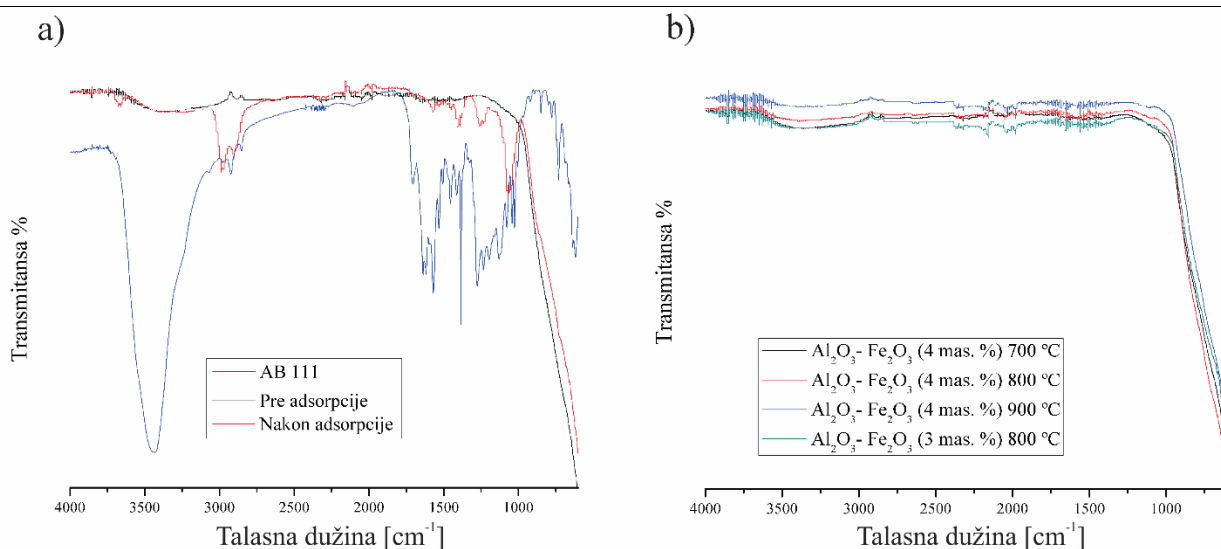 a)
Transmitansa %
AB 111
Pre adsorpcije
Nakon adsorpcije
4000 3500 3000 2500 2000 1500 1000
Talasna dužina [cm⁻¹]
b)
Transmitansa %
Al₂O₃- Fe₂O₃ (4 mas. %) 700 °C
Al₂O₃- Fe₂O₃ (4 mas. %) 800 °C
Al₂O₃- Fe₂O₃ (4 mas. %) 900 °C
Al₂O₃- Fe₂O₃ (3 mas. %) 800 °C
4000 3500 3000 2500 2000 1500 1000
Talasna dužina [cm⁻¹]